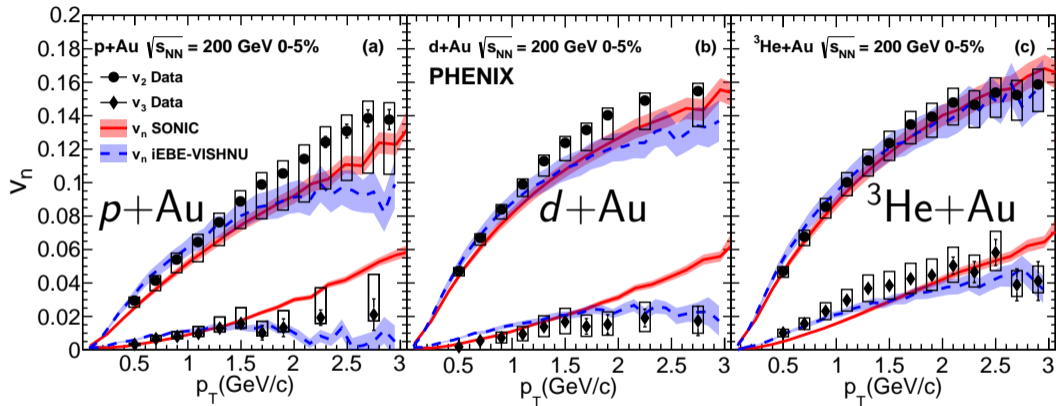 p+Au √sNN = 200 GeV 0-5% (a)
v2 Data
v3 Data
vn SONIC
vn iEBE-VISHNU
p+Au
d+Au √sNN = 200 GeV 0-5% (b)
PHENIX
d+Au
³He+Au √sNN = 200 GeV 0-5% (c)
³He+Au
vn
0.2
0.18
0.16
0.14
0.12
0.1
0.08
0.06
0.04
0.02
0
0 0.5 1 1.5 2 2.5 3
0 0.5 1 1.5 2 2.5 3
0 0.5 1 1.5 2 2.5 3
pT(GeV/c)
pT(GeV/c)
pT(GeV/c)